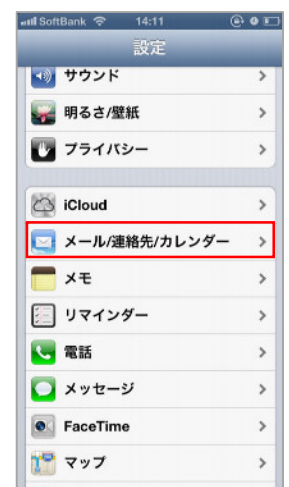 SoftBank 14:11
設定
サウンド
明るさ/壁紙
プライバシー
iCloud
メール/連絡先/カレンダー
メモ
リマインダー
電話
メッセージ
FaceTime
マップ